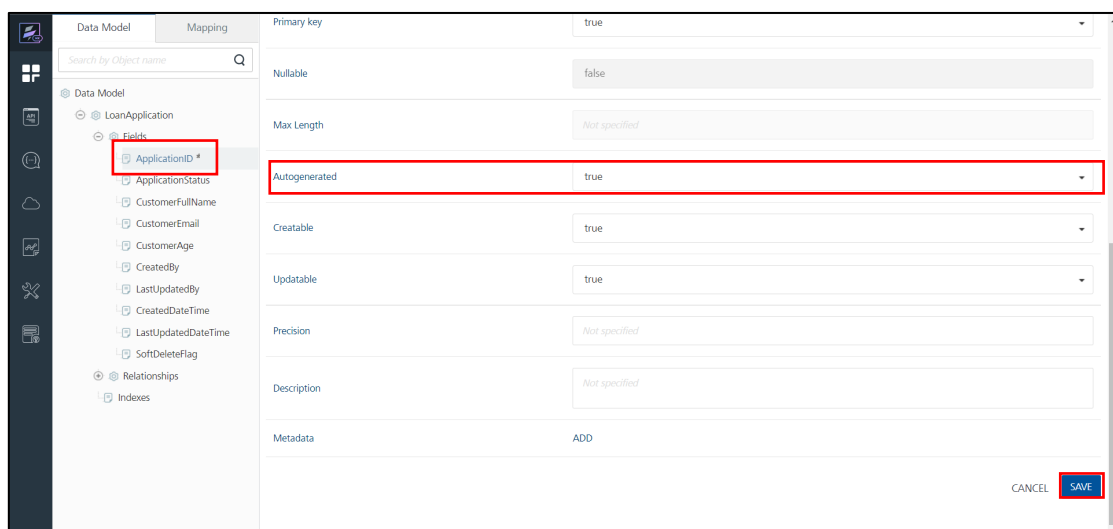 Data Model
Mapping
Search by Object name
Data Model
LoanApplication
Fields
ApplicationID
ApplicationStatus
CustomerFullName
CustomerEmail
CustomerAge
CreatedBy
LastUpdatedBy
CreatedDateTime
LastUpdatedDateTime
SoftDeleteFlag
Relationships
Indexes
Primary key true
Nullable false
Max Length Not specified
Autogenerated true
Creatable true
Updatable true
Precision Not specified
Description Not specified
Metadata ADD
CANCEL SAVE
API